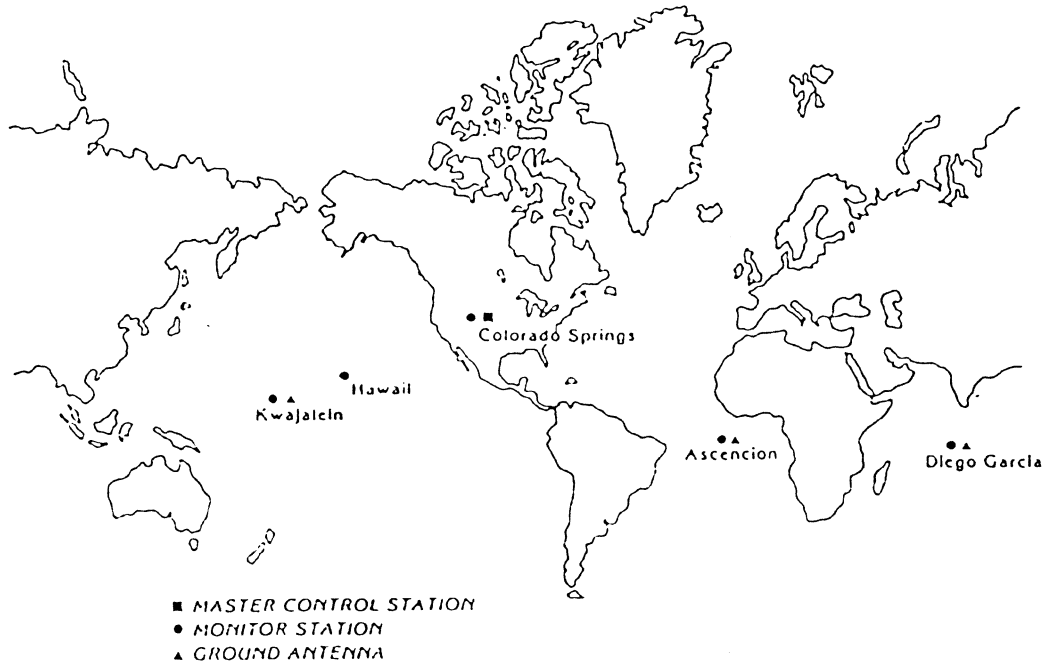 Colorado Springs
Hawaii
Kwajalein
Ascencion
Diego Garcia
MASTER CONTROL STATION
MONITOR STATION
GROUND ANTENNA